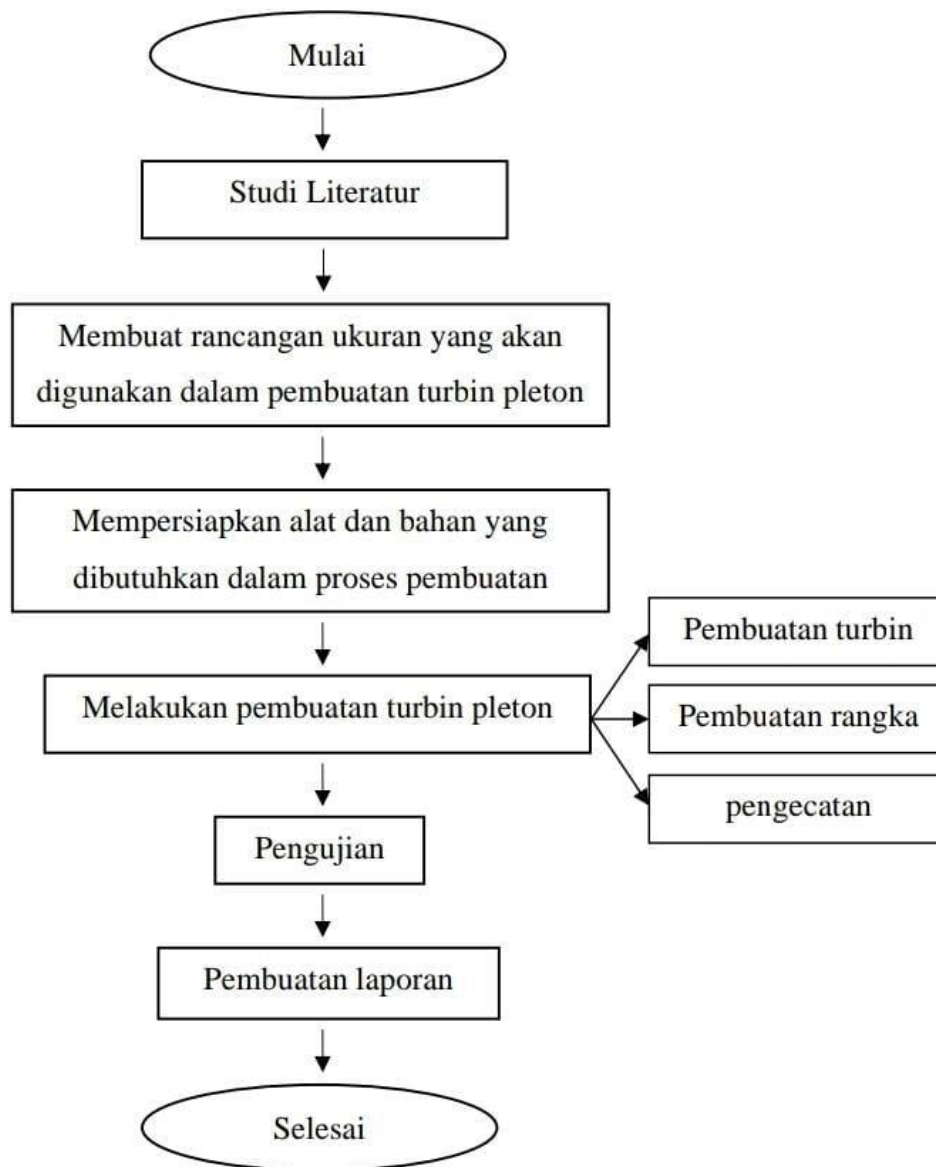 Mulai
Studi Literatur
Membuat rancangan ukuran yang akan
digunakan dalam pembuatan turbin pleton
Mempersiapkan alat dan bahan yang
dibutuhkan dalam proses pembuatan
Melakukan pembuatan turbin pleton
Pembuatan turbin
Pembuatan rangka
pengecatan
Pengujian
Pembuatan laporan
Selesai